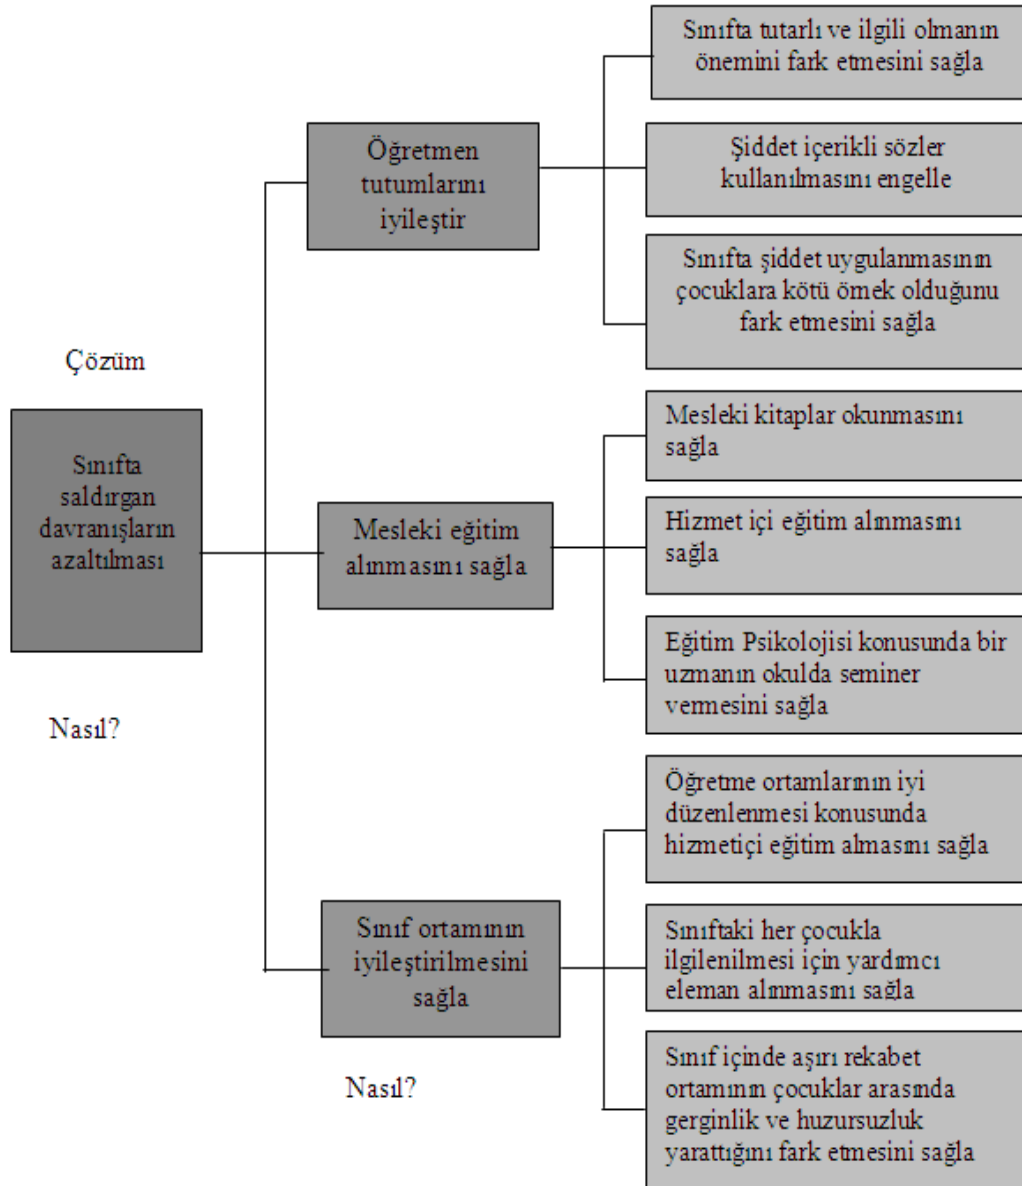 Çözüm
Sınıfta
saldırgan
davranışların
azaltılması
Nasıl?
Öğretmen
tutumlarını
iyileştir
Sınıfta tutarlı ve ilgili olmanın
önemini fark etmesini sağla
Şiddet içerikli sözler
kullanılmasını engelle
Sınıfta şiddet uygulanmasının
çocuklara kötü örnek olduğunu
fark etmesini sağla
Mesleki eğitim
alınmasını sağla
Mesleki kitaplar okunmasını
sağla
Hizmet içi eğitim alınmasını
sağla
Eğitim Psikolojisi konusunda bir
uzmanın okulda seminer
vermesini sağla
Sınıf ortamının
iyileştirilmesini
sağla
Nasıl?
Öğretme ortamlarının iyi
düzenlenmesi konusunda
hizmetiçi eğitim almasını sağla
Sınıftaki her çocukla
ilgilenilmesi için yardımcı
eleman alınmasını sağla
Sınıf içinde aşırı rekabet
ortamının çocuklar arasında
gerginlik ve huzursuzluk
yarattığını fark etmesini sağla